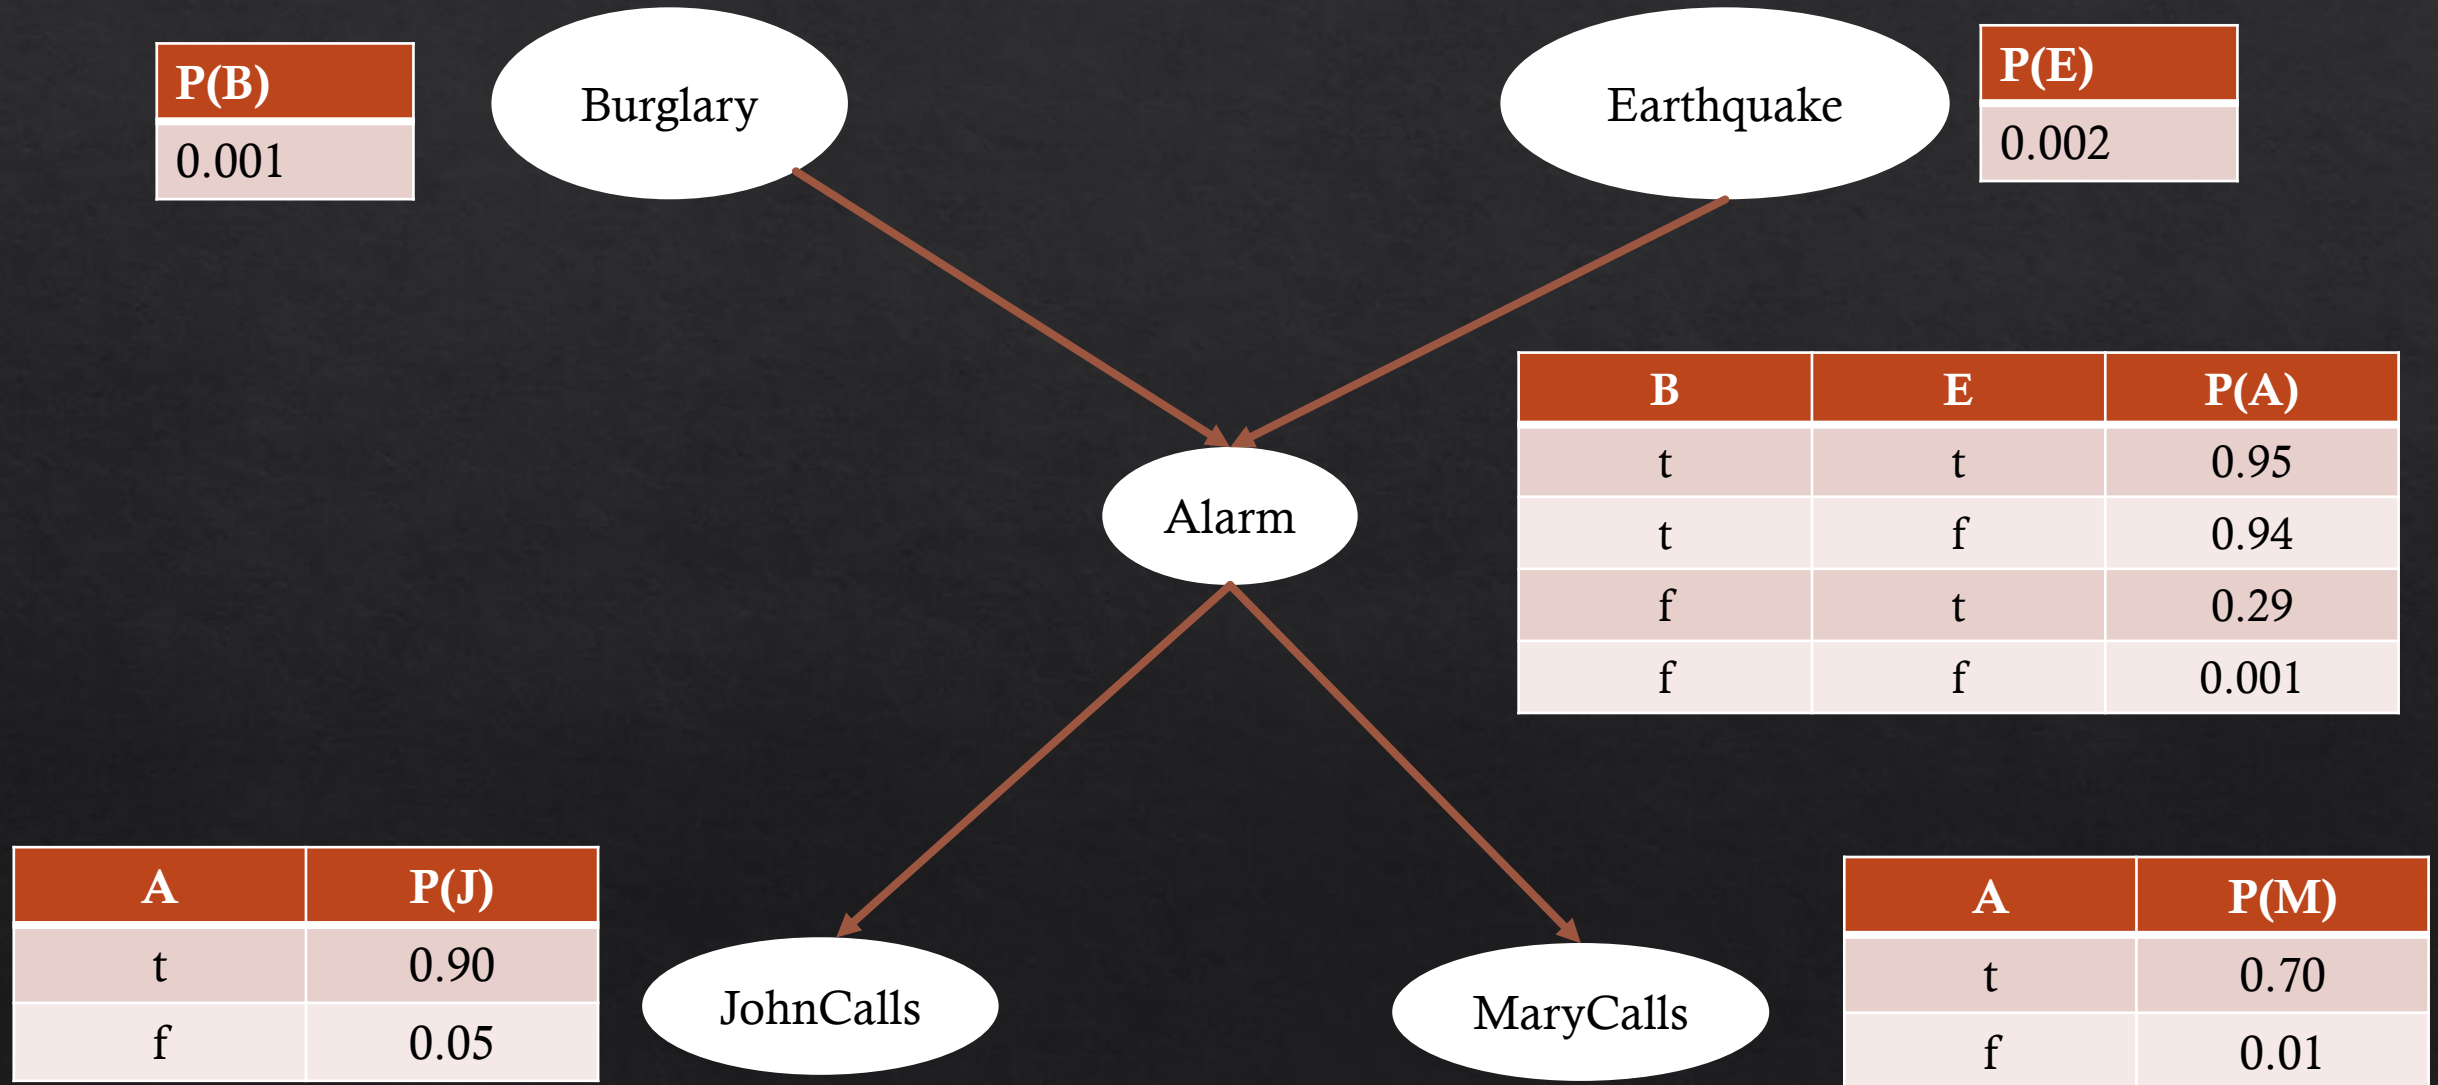 P(B)
0.001
Burglary
Earthquake
P(E)
0.002
B E P(A)
t t 0.95
t f 0.94
f t 0.29
f f 0.001
Alarm
A P(J)
t 0.90
f 0.05
JohnCalls
MaryCalls
A P(M)
t 0.70
f 0.01